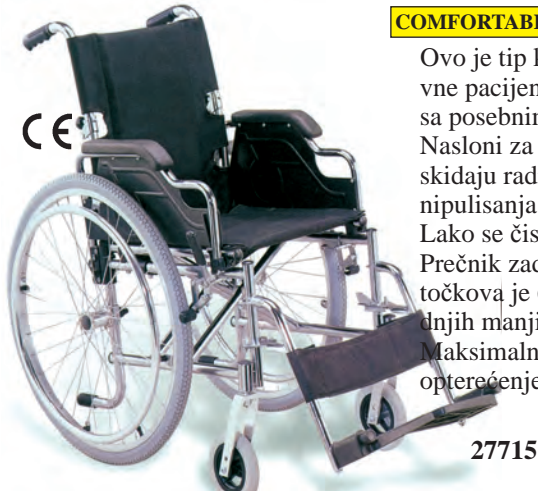 CE
COMFORTABL
Ovo je tip
vne pacijen
sa posebnim
Nasloni za
skidaju rad
nipulisanja
Lako se čis
Prečnik zad
točkova je
dnjih manji
Maksimaln
opterećenje
27715